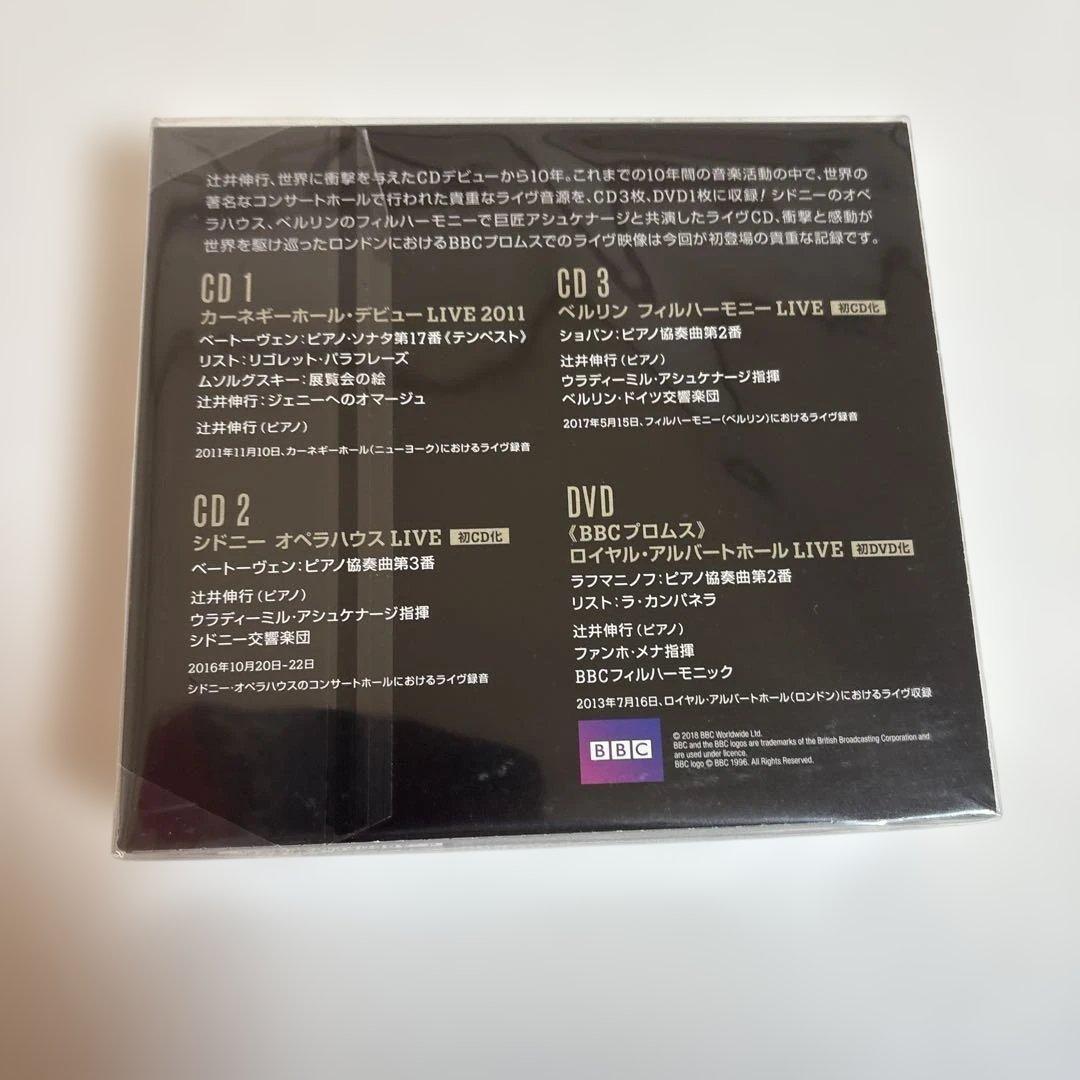 辻井伸行、世界に衝撃を与えたCDデビューから10年。これまでの10年間の音楽活動の中で、世界の
著名なコンサートホールで行われた貴重なライヴ音源を、CD3枚、DVD1枚に収録!シドニーのオペ
ラハウス、ベルリンのフィルハーモニーで巨匠アシュケナージと共演したライヴCD、衝撃と感動が
世界を駆け巡ったロンドンにおけるBBCプロムスでのライヴ映像は今回が初登場の貴重な記録です。
CD 1
カーネギーホール・デビュー LIVE 2011
ベートーヴェン:ピアノ・ソナタ第17番《テンペスト》
リスト:リゴレット・パラフレーズ
ムソルグスキー:展覧会の絵
辻井伸行:ジェニーへのオマージュ
辻井伸行(ピアノ)
2011年11月10日、カーネギーホール(ニューヨーク)におけるライヴ録音
CD 2
シドニー オペラハウス LIVE 初CD化
ベートーヴェン:ピアノ協奏曲第3番
辻井伸行(ピアノ)
ウラディーミル・アシュケナージ指揮
シドニー交響楽団
2016年10月20日-22日
シドニー・オペラハウスのコンサートホールにおけるライヴ録音
CD 3
ベルリン フィルハーモニー LIVE 初CD化
ショパン:ピアノ協奏曲第2番
辻井伸行(ピアノ)
ウラディーミル・アシュケナージ指揮
ベルリン・ドイツ交響楽団
2017年5月15日、フィルハーモニー(ベルリン)におけるライヴ録音
DVD
《BBCプロムス》
ロイヤル・アルバートホール LIVE 初DVD化
ラフマニノフ:ピアノ協奏曲第2番
リスト:ラ・カンパネラ
辻井伸行(ピアノ)
ファンホ・メナ指揮
BBCフィルハーモニック
2013年7月16日、ロイヤル・アルバートホール(ロンドン)におけるライヴ収録
BBC
© 2018 BBC Worldwide Ltd.
BBC and the BBC logos are trademarks of the British Broadcasting Corporation and
are used under licence.
BBC logo © BBC 1996. All Rights Reserved.